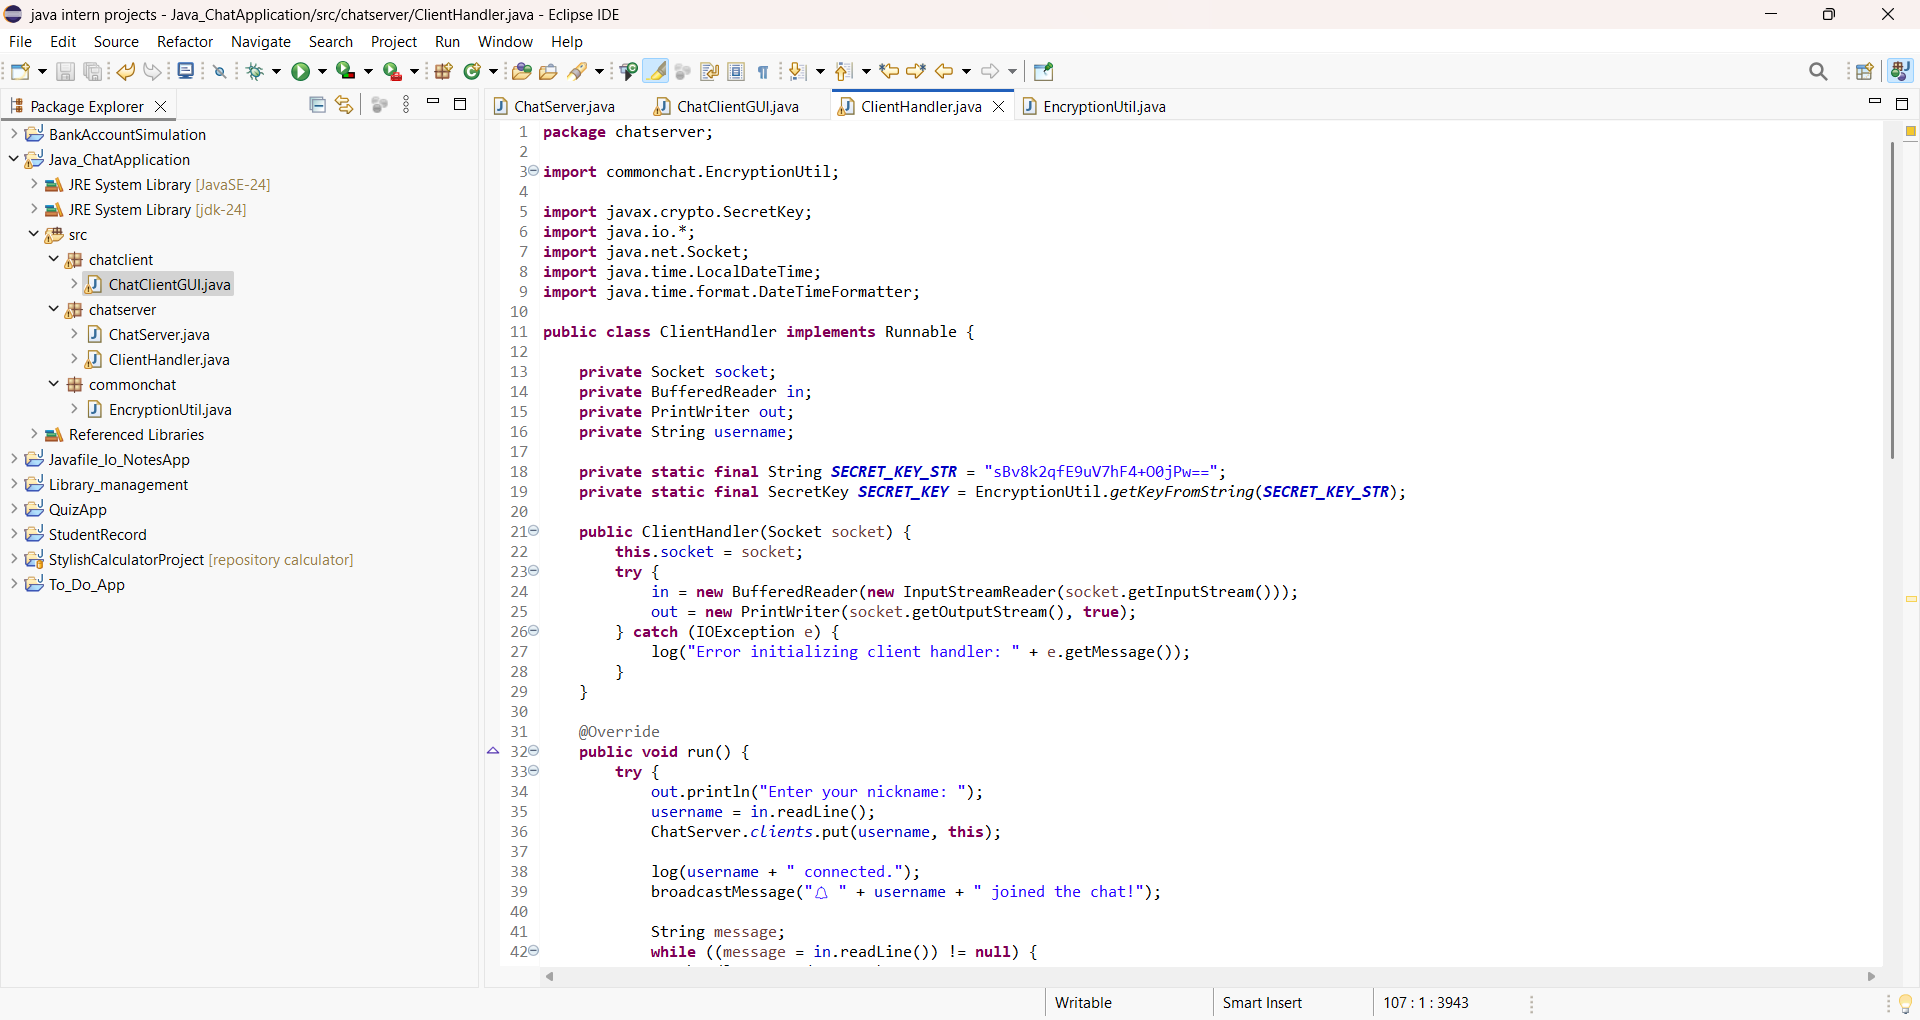 java intern projects - Java_ChatApplication/src/chatserver/ClientHandler.java - Eclipse IDE
File Edit Source Refactor Navigate Search Project Run Window Help
Package Explorer
BankAccountSimulation
Java_ChatApplication
JRE System Library [JavaSE-24]
JRE System Library [jdk-24]
src
chatclient
ChatClientGUI.java
chatserver
ChatServer.java
ClientHandler.java
commonchat
EncryptionUtil.java
Referenced Libraries
Javafile_Io_NotesApp
Library_management
QuizApp
StudentRecord
StylishCalculatorProject [repository calculator]
To_Do_App
ChatServer.java ChatClientGUI.java ClientHandler.java EncryptionUtil.java
1 package chatserver;
2
3 import commonchat.EncryptionUtil;
4
5 import javax.crypto.SecretKey;
6 import java.io.*;
7 import java.net.Socket;
8 import java.time.LocalDateTime;
9 import java.time.format.DateTimeFormatter;
10
11 public class ClientHandler implements Runnable {
12
13     private Socket socket;
14     private BufferedReader in;
15     private PrintWriter out;
16     private String username;
17
18     private static final String SECRET_KEY_STR = "sBv8k2qfE9uV7hF4+O0jPw==";
19     private static final SecretKey SECRET_KEY = EncryptionUtil.getKeyFromString(SECRET_KEY_STR);
20
21     public ClientHandler(Socket socket) {
22         this.socket = socket;
23         try {
24             in = new BufferedReader(new InputStreamReader(socket.getInputStream()));
25             out = new PrintWriter(socket.getOutputStream(), true);
26         } catch (IOException e) {
27             log("Error initializing client handler: " + e.getMessage());
28         }
29     }
30
31     @Override
32     public void run() {
33         try {
34             out.println("Enter your nickname: ");
35             username = in.readLine();
36             ChatServer.clients.put(username, this);
37
38             log(username + " connected.");
39             broadcastMessage("🔔 " + username + " joined the chat!");
40
41             String message;
42             while ((message = in.readLine()) != null) {
Writable Smart Insert 107 : 1 : 3943